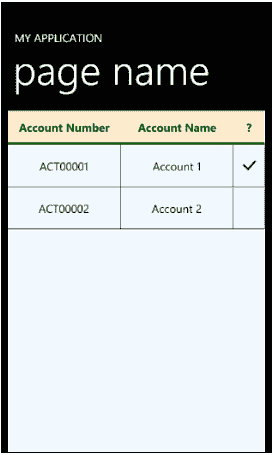 MY APPLICATION
page name
Account Number Account Name ?
ACT00001 Account 1 ✓
ACT00002 Account 2